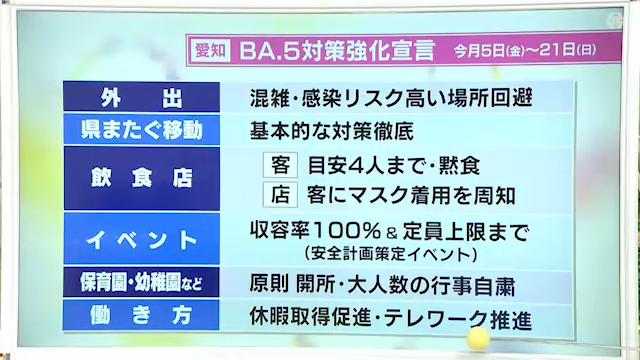 愛知 BA.5対策強化宣言 今月5日(金)〜21日(日)
外出 混雑・感染リスク高い場所回避
県またぐ移動 基本的な対策徹底
飲食店 客 目安4人まで・黙食
店 客にマスク着用を周知
イベント 収容率100%&定員上限まで
(安全計画策定イベント)
保育園・幼稚園など 原則 開所・大人数の行事自粛
働き方 休暇取得促進・テレワーク推進